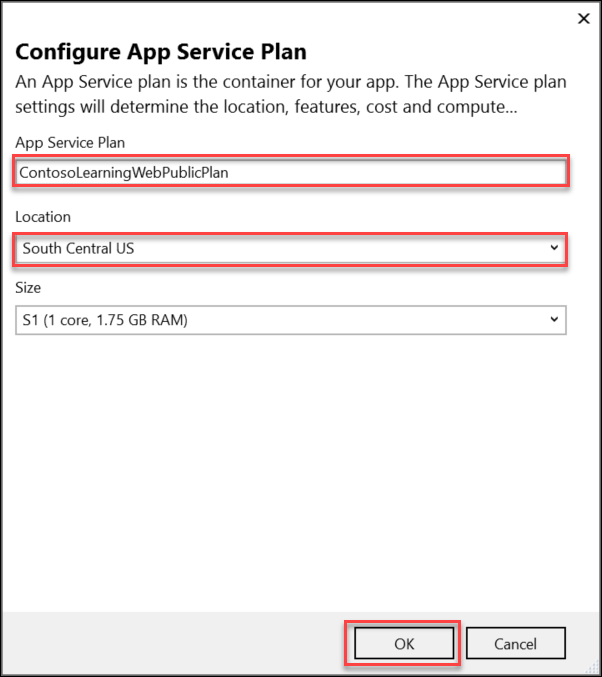 Configure App Service Plan
An App Service plan is the container for your app. The App Service plan
settings will determine the location, features, cost and compute...
App Service Plan
ContosoLearningWebPublicPlan
Location
South Central US
Size
S1 (1 core, 1.75 GB RAM)
OK
Cancel